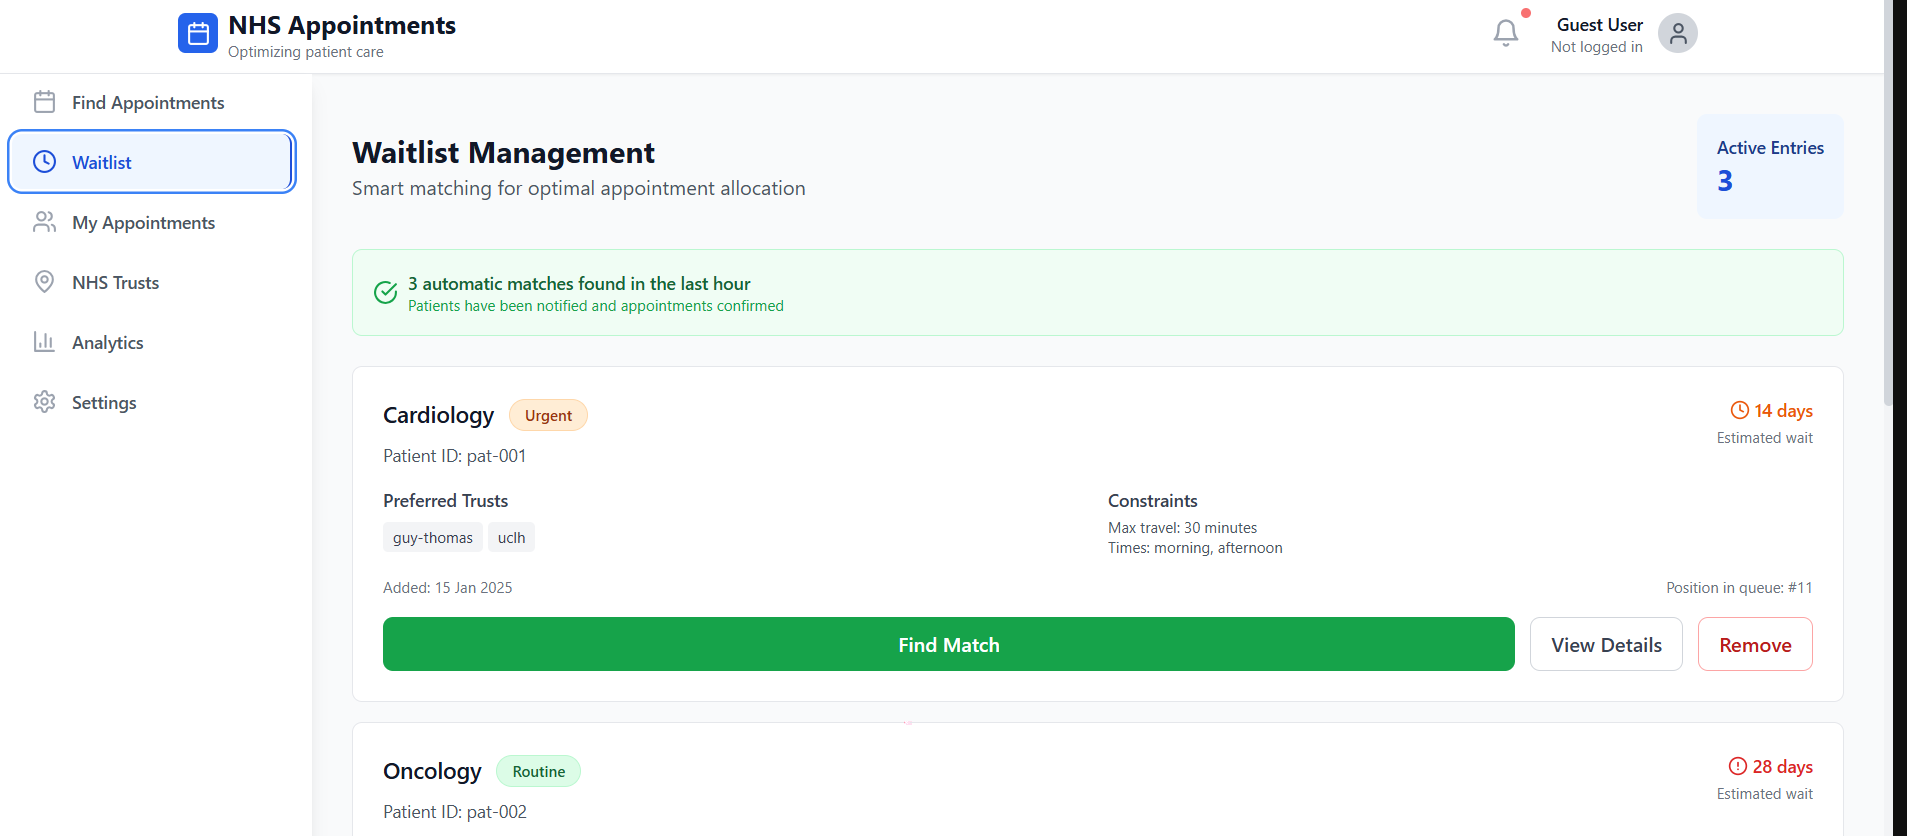 NHS Appointments
Optimizing patient care
Guest User
Not logged in
Find Appointments
Waitlist
My Appointments
NHS Trusts
Analytics
Settings
Waitlist Management
Smart matching for optimal appointment allocation
Active Entries
3
3 automatic matches found in the last hour
Patients have been notified and appointments confirmed
Cardiology Urgent
14 days
Estimated wait
Patient ID: pat-001
Preferred Trusts
guy-thomas uclh
Constraints
Max travel: 30 minutes
Times: morning, afternoon
Added: 15 Jan 2025
Position in queue: #11
Find Match View Details Remove
Oncology Routine
28 days
Estimated wait
Patient ID: pat-002